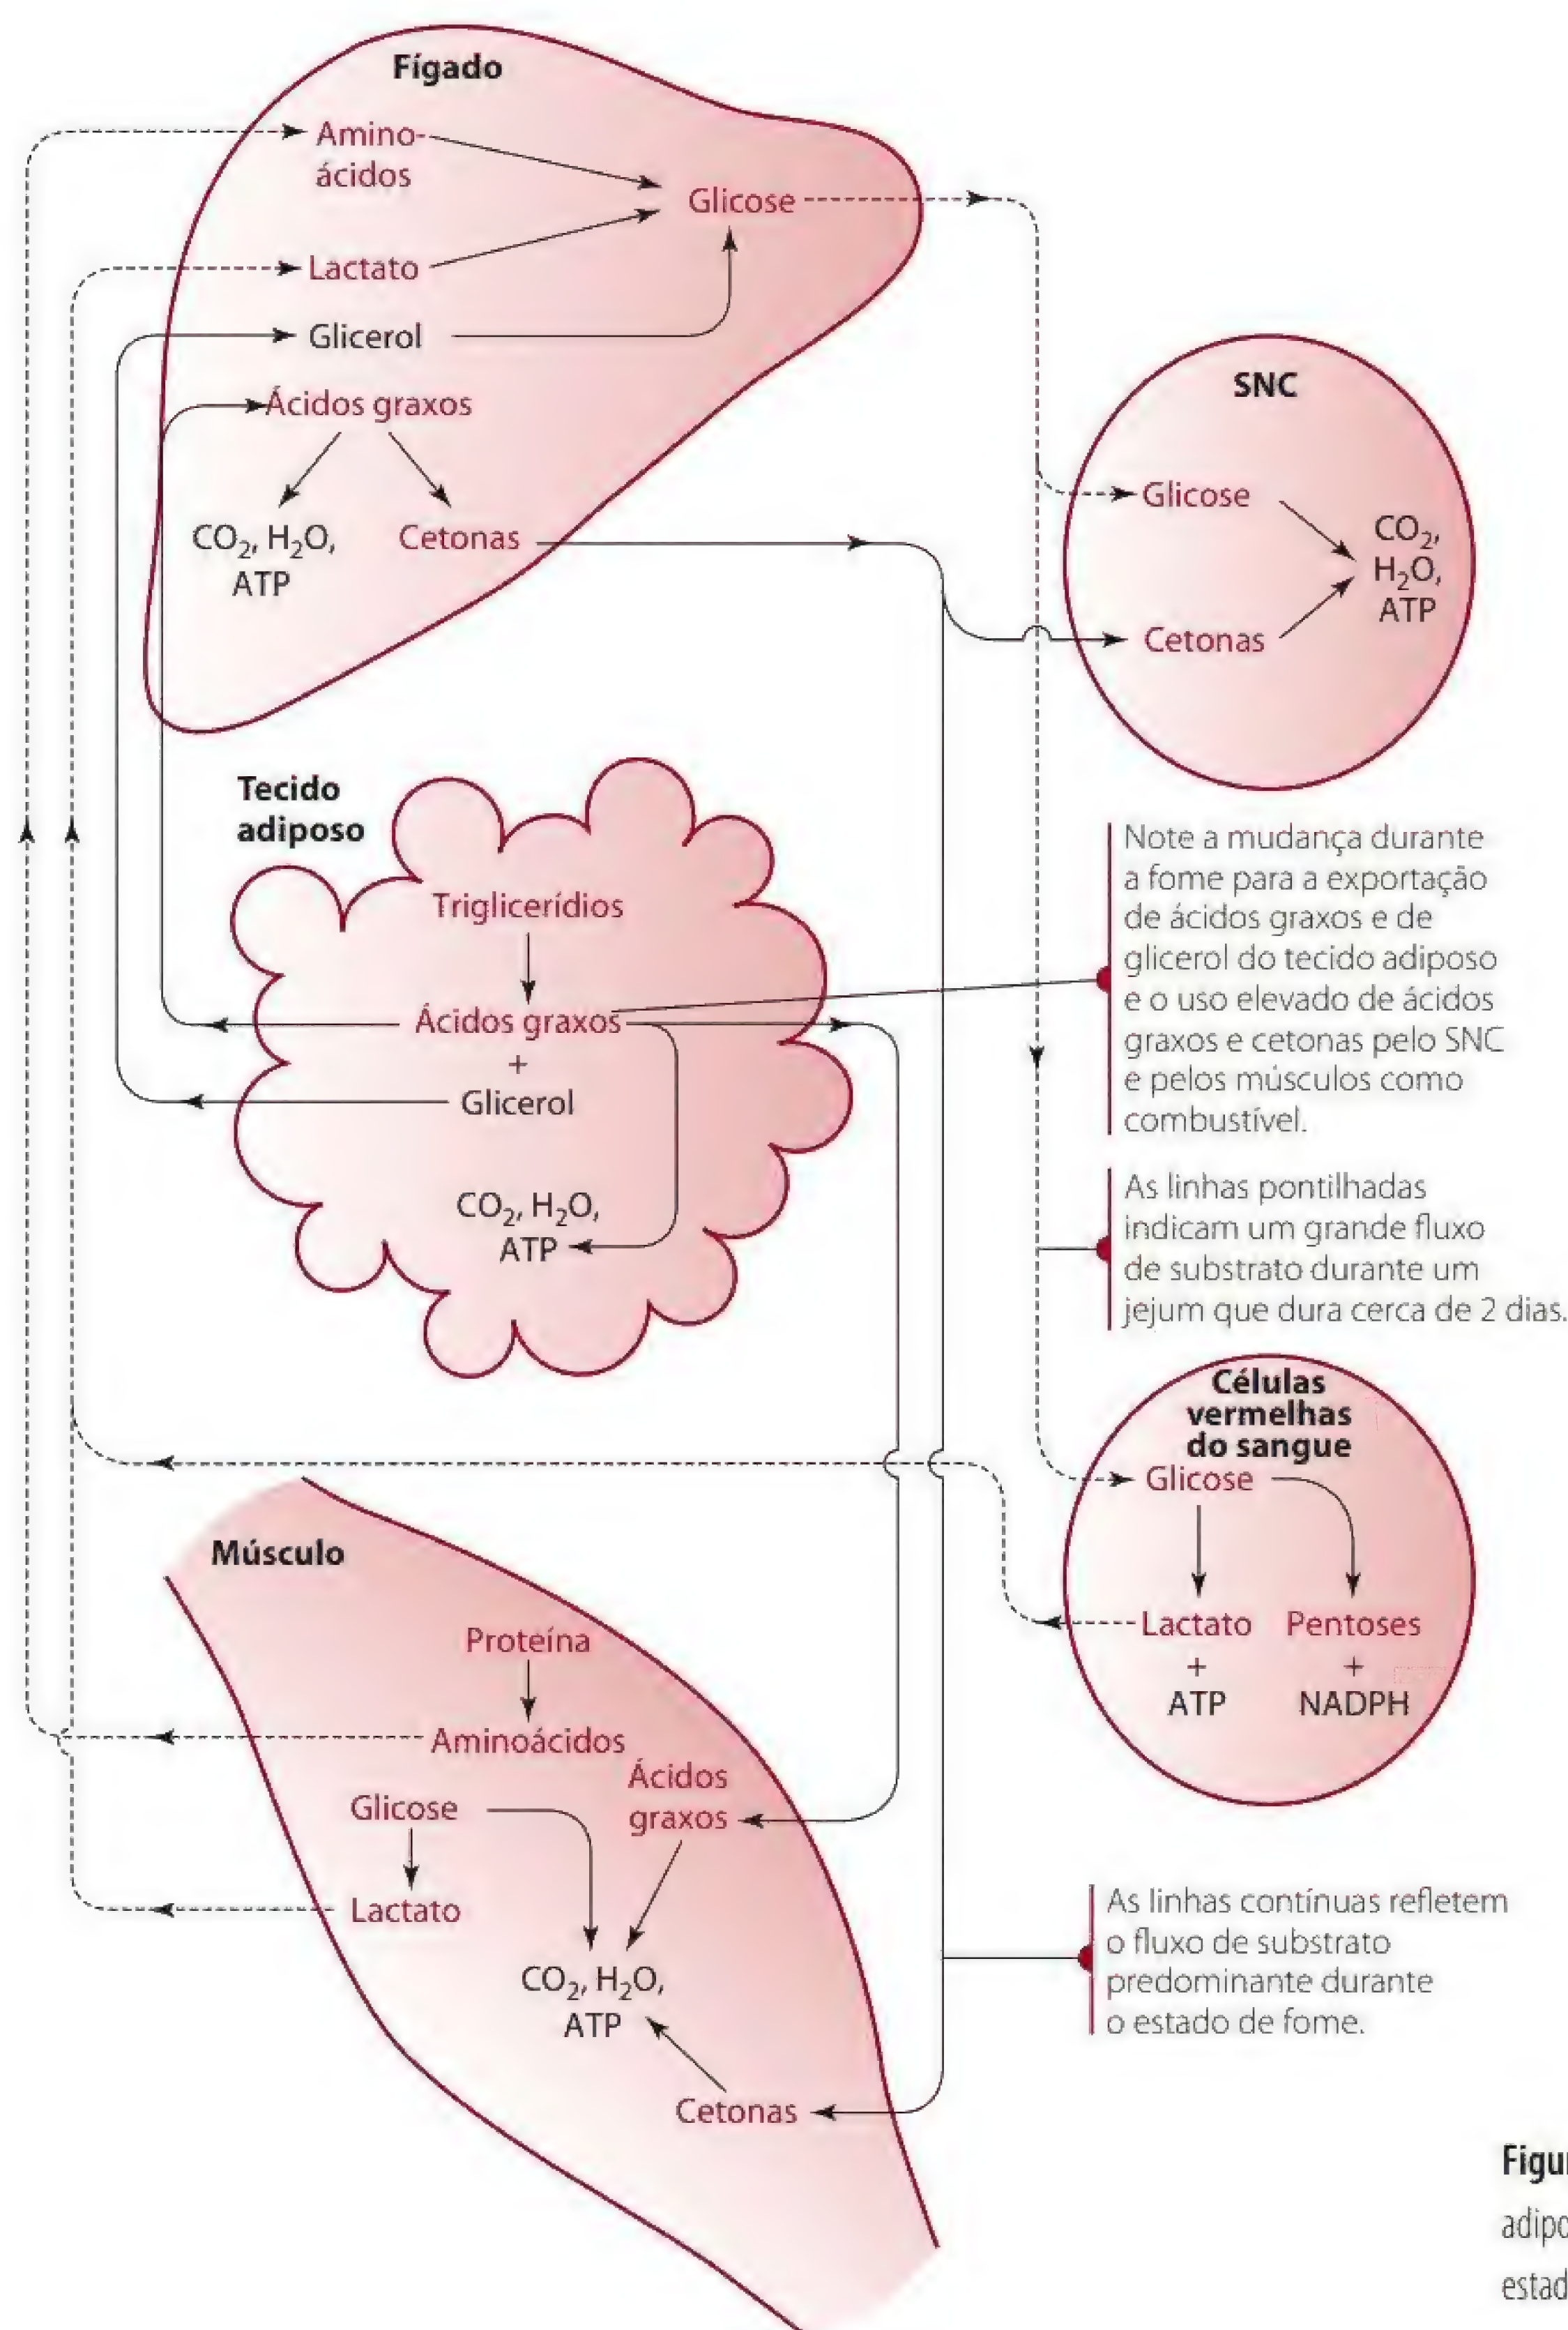 Fígado
Amino-
ácidos
Glicose
Lactato
Glicerol
Ácidos graxos
CO₂, H₂O,
ATP
Cetonas
SNC
Glicose
CO₂,
H₂O,
ATP
Cetonas
Tecido
adiposo
Triglicerídios
Ácidos graxos
+
Glicerol
CO₂, H₂O,
ATP
Note a mudança durante
a fome para a exportação
de ácidos graxos e de
glicerol do tecido adiposo
e o uso elevado de ácidos
graxos e cetonas pelo SNC
e pelos músculos como
combustível.
As linhas pontilhadas
indicam um grande fluxo
de substrato durante um
jejum que dura cerca de 2 dias.
Células
vermelhas
do sangue
Glicose
Lactato
+
ATP
Pentoses
+
NADPH
Músculo
Proteína
Aminoácidos
Ácidos
graxos
Glicose
Lactato
CO₂, H₂O,
ATP
Cetonas
As linhas contínuas refletem
o fluxo de substrato
predominante durante
o estado de fome.